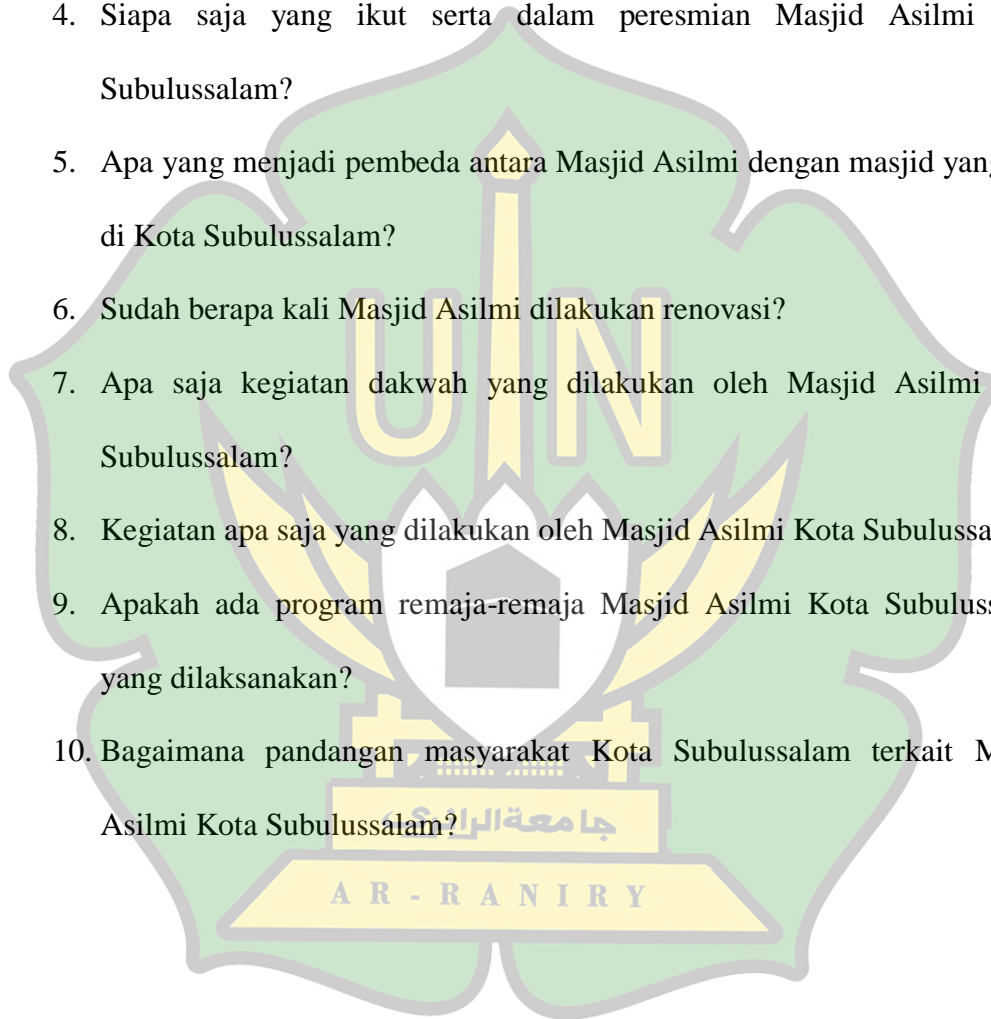 4. Siapa saja yang ikut serta dalam peresmian Masjid Asilmi
Subulussalam?
5. Apa yang menjadi pembeda antara Masjid Asilmi dengan masjid yang
di Kota Subulussalam?
6. Sudah berapa kali Masjid Asilmi dilakukan renovasi?
7. Apa saja kegiatan dakwah yang dilakukan oleh Masjid Asilmi
Subulussalam?
8. Kegiatan apa saja yang dilakukan oleh Masjid Asilmi Kota
9. Apakah ada program remaja-remaja Masjid Asilmi Kota
yang dilaksanakan?
10. Bagaimana pandangan masyarakat Kota Subulussalam terkait
Asilmi Kota Subulussalam?
UIN
جامعة الرانري
AR-RANIRY